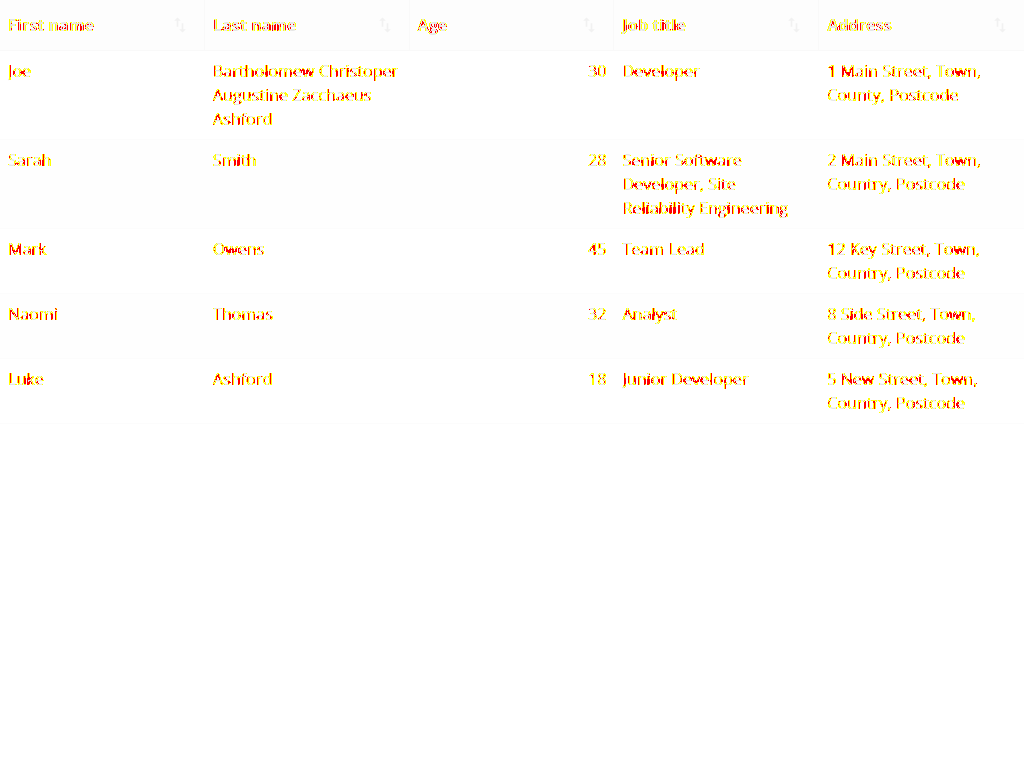 First name Last name Age Job title Address
Joe Bartholomew Christoper 30 Developer 1 Main Street, Town,
Augustine Zacchaeus County, Postcode
Ashford
Sarah Smith 28 Senior Software 2 Main Street, Town,
Developer, Site Country, Postcode
Reliability Engineering
Mark Owens 45 Team Lead 12 Key Street, Town,
Country, Postcode
Naomi Thomas 32 Analyst 8 Side Street, Town,
Country, Postcode
Luke Ashford 18 Junior Developer 5 New Street, Town,
Country, Postcode